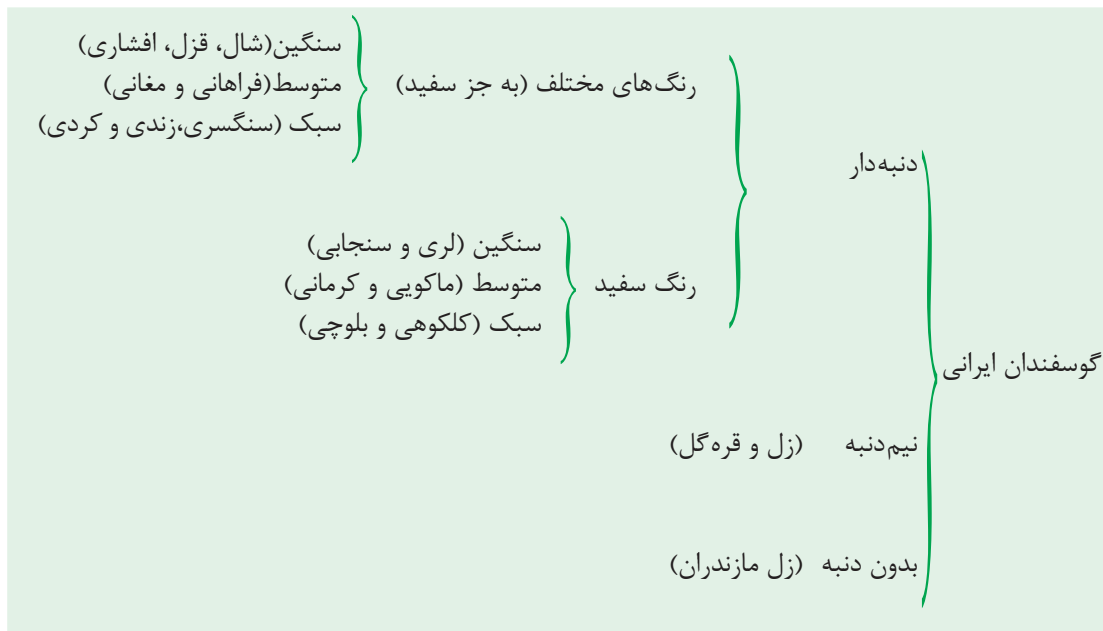 گوسفندان ایرانی
دنبه‌دار
رنگ‌های مختلف (به جز سفید)
سنگین(شال، قزل، افشاری)
متوسط(فراهانی و مغانی)
سبک (سنگسری،زندی و کردی)
رنگ سفید
سنگین (لری و سنجابی)
متوسط (ماکویی و کرمانی)
سبک (کلکوهی و بلوچی)
نیم‌دنبه (زل و قره‌گل)
بدون دنبه (زل مازندران)